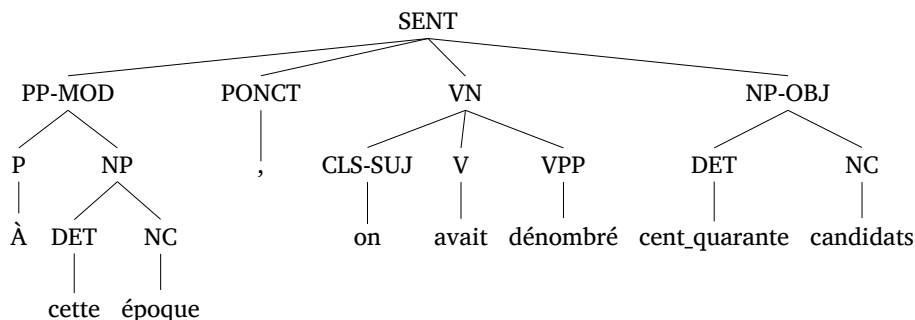 SENT
PP-MOD PONCT VN NP-OBJ
P NP , CLS-SUJ V VPP DET NC
À DET NC on avait dénombré cent_quarante candidats
cette époque